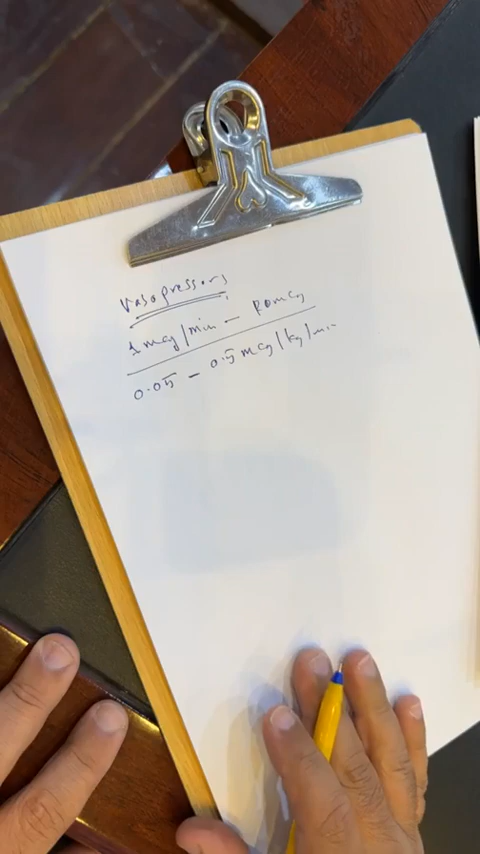 Vasopressors
1 mcg/min — 20 mcg
0.05 — 0.5 mcg/kg/min